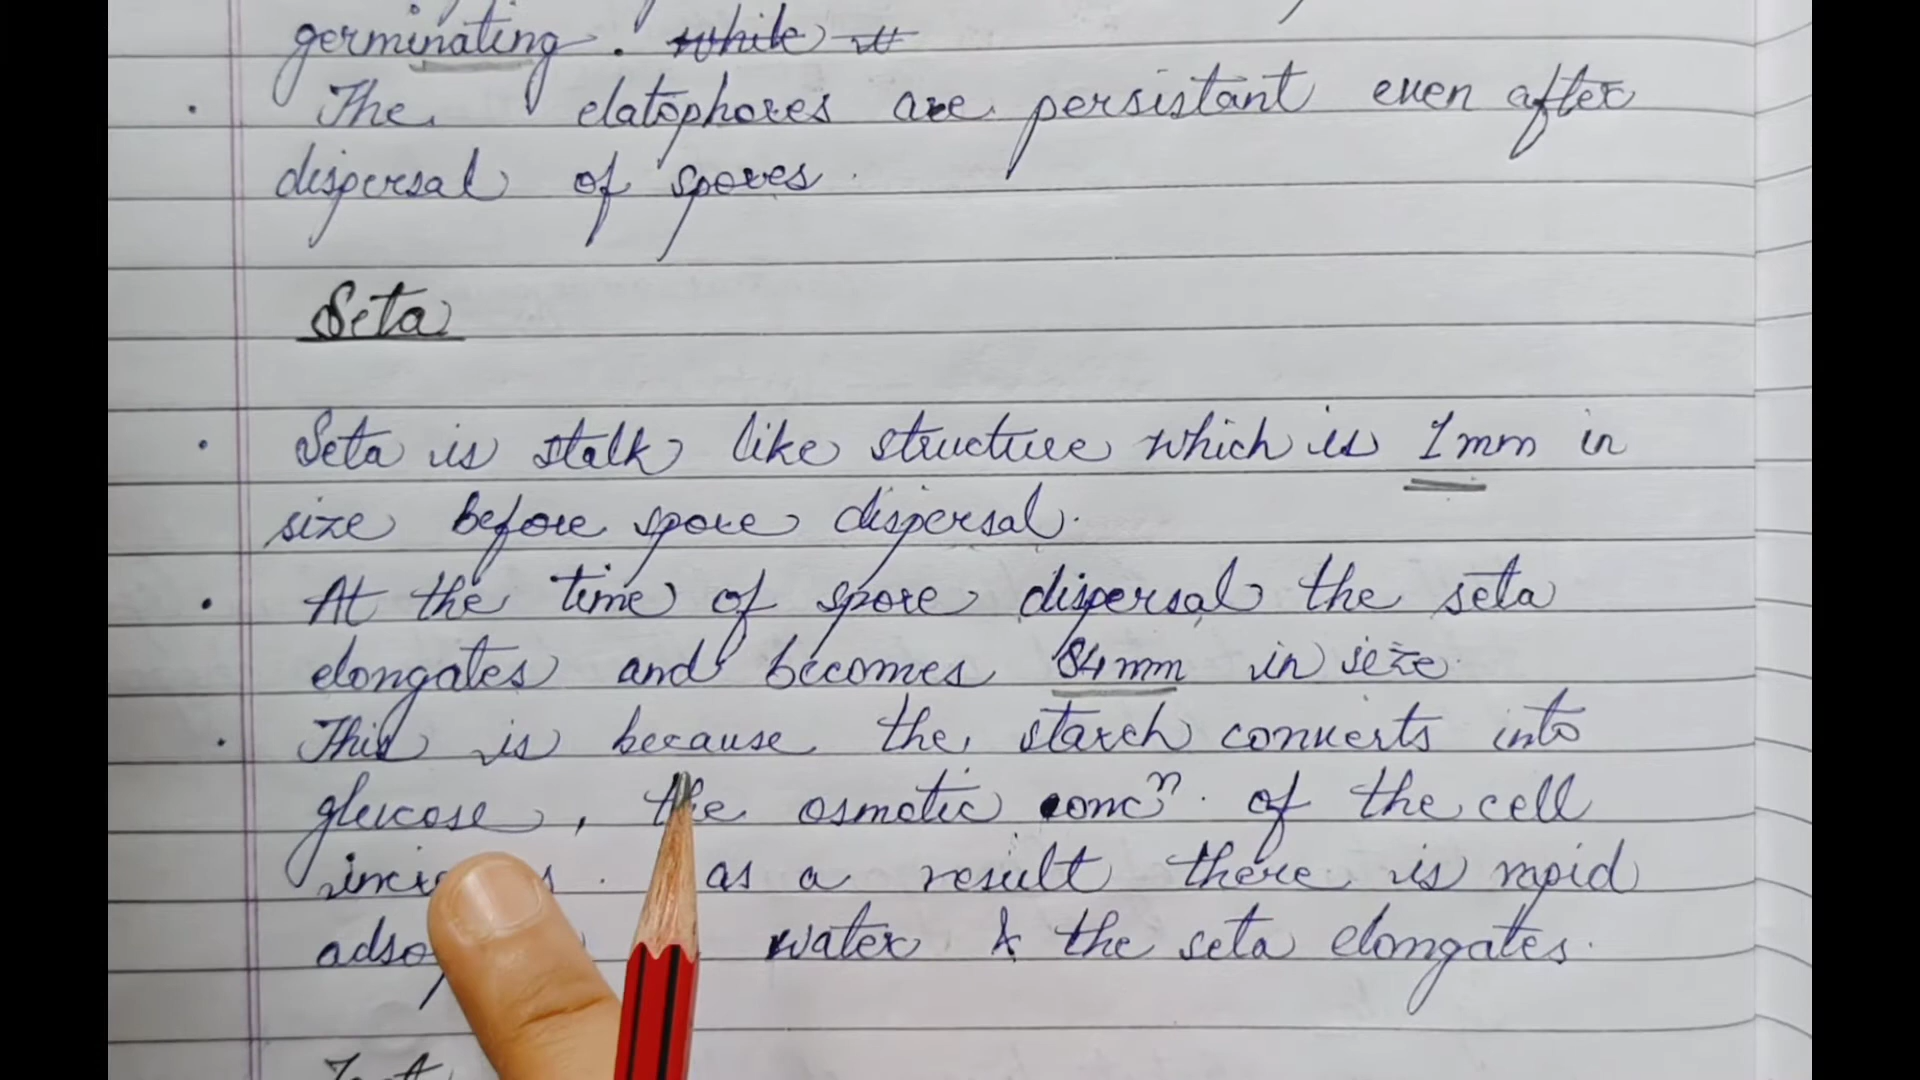 germinating. while it
. The elatophores are persistant even after
dispersal of spores.
Seta
. Seta is stalk like structure which is 1mm in
size before spore dispersal.
. At the time of spore dispersal the seta
elongates and becomes 84mm in size.
. This is because the starch converts into
glucose, the osmotic concⁿ. of the cell
as a result there is rapid
water & the seta elongates.